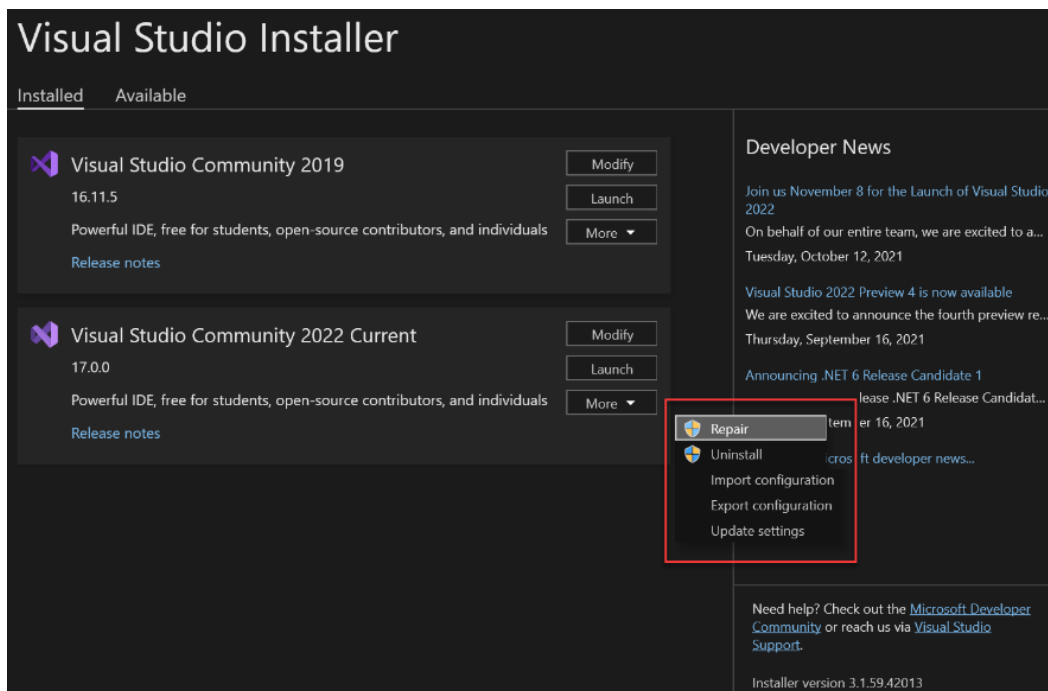 Visual Studio Installer
Installed
Available
Visual Studio Community 2019
16.11.5
Powerful IDE, free for students, open-source contributors, and individuals
Release notes
Modify
Launch
More
Visual Studio Community 2022 Current
17.0.0
Powerful IDE, free for students, open-source contributors, and individuals
Release notes
Modify
Launch
More
Repair
Uninstall
Import configuration
Export configuration
Update settings
Developer News
Join us November 8 for the Launch of Visual Studio
2022
On behalf of our entire team, we are excited to a...
Tuesday, October 12, 2021
Visual Studio 2022 Preview 4 is now available
We are excited to announce the fourth preview re...
Thursday, September 16, 2021
Announcing .NET 6 Release Candidate 1
lease .NET 6 Release Candidat...
tember 16, 2021
crosoft developer news...
Need help? Check out the Microsoft Developer
Community or reach us via Visual Studio
Support.
Installer version 3.1.59.42013